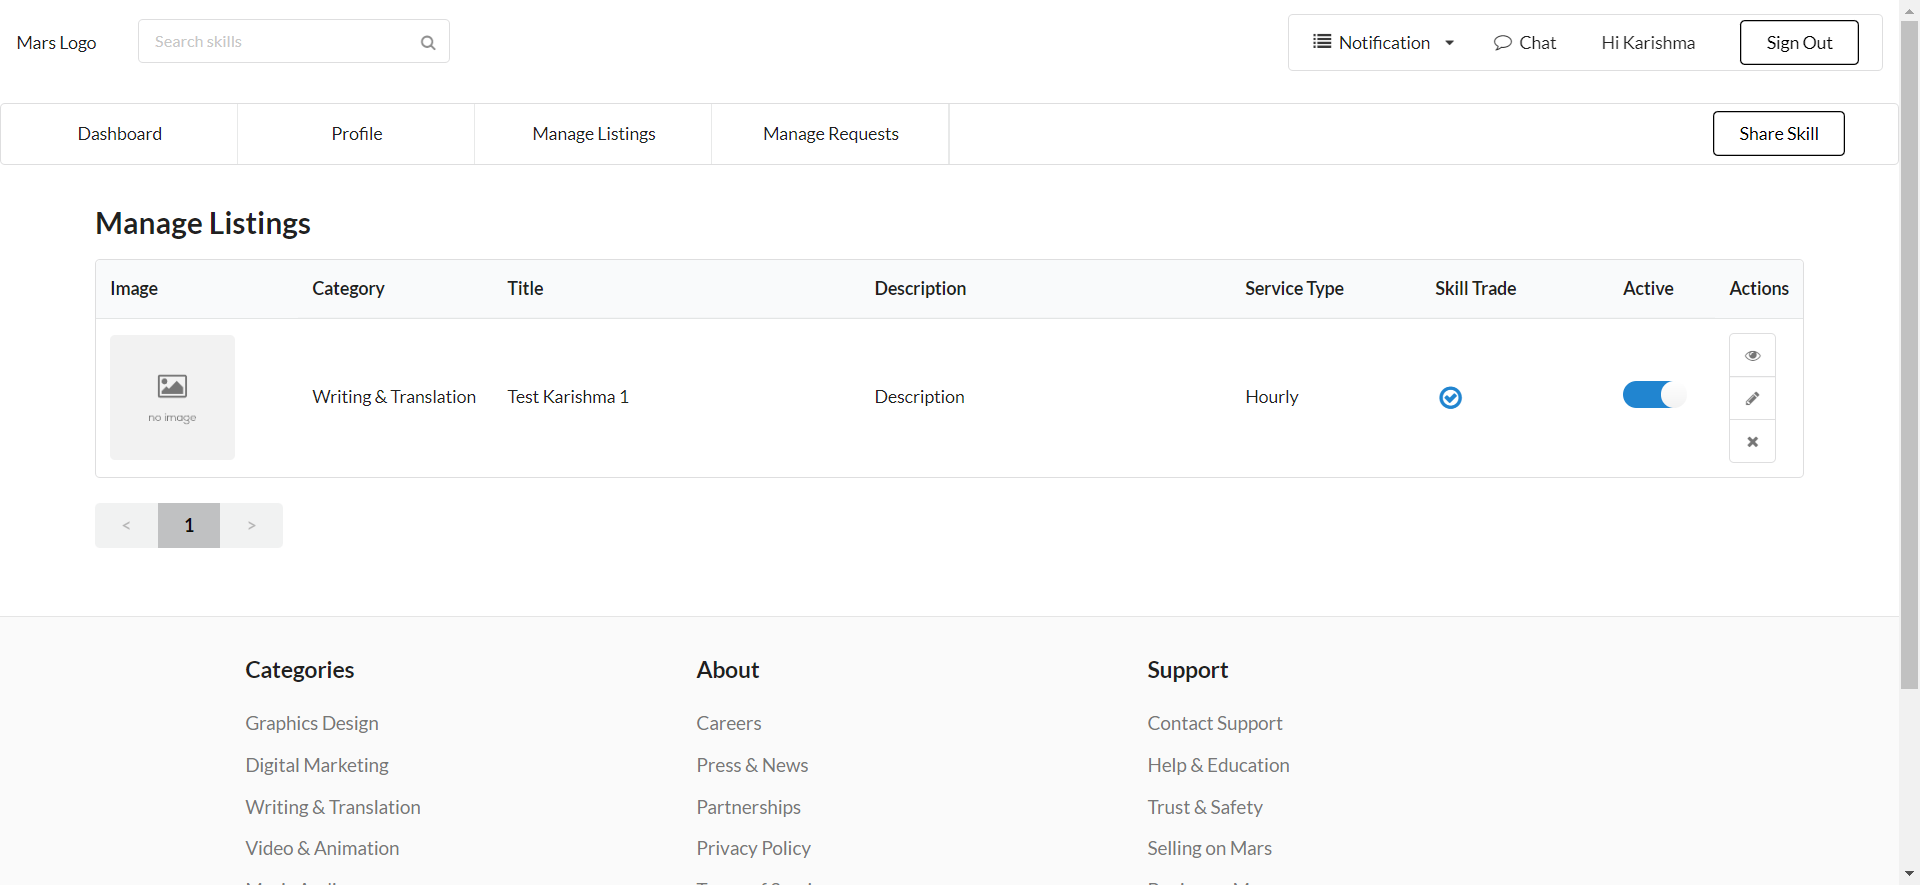 Mars Logo
Search skills
Notification
Chat
Hi Karishma
Sign Out
Dashboard
Profile
Manage Listings
Manage Requests
Share Skill
Manage Listings
Image Category Title Description Service Type Skill Trade Active Actions
no image
Writing & Translation Test Karishma 1 Description Hourly
< 1 >
Categories
Graphics Design
Digital Marketing
Writing & Translation
Video & Animation
About
Careers
Press & News
Partnerships
Privacy Policy
Support
Contact Support
Help & Education
Trust & Safety
Selling on Mars